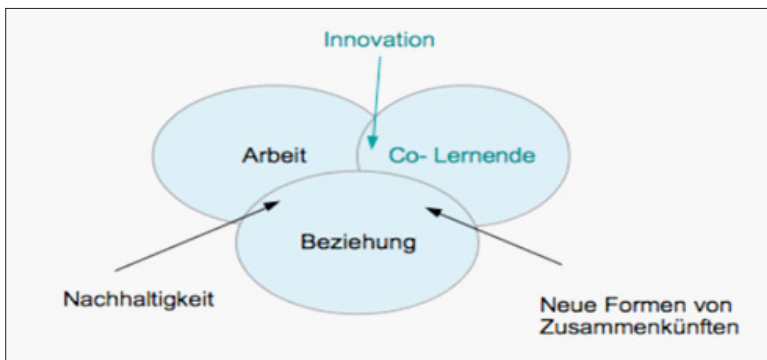 Innovation
Arbeit
Co- Lernende
Beziehung
Nachhaltigkeit
Neue Formen von
Zusammenkünften